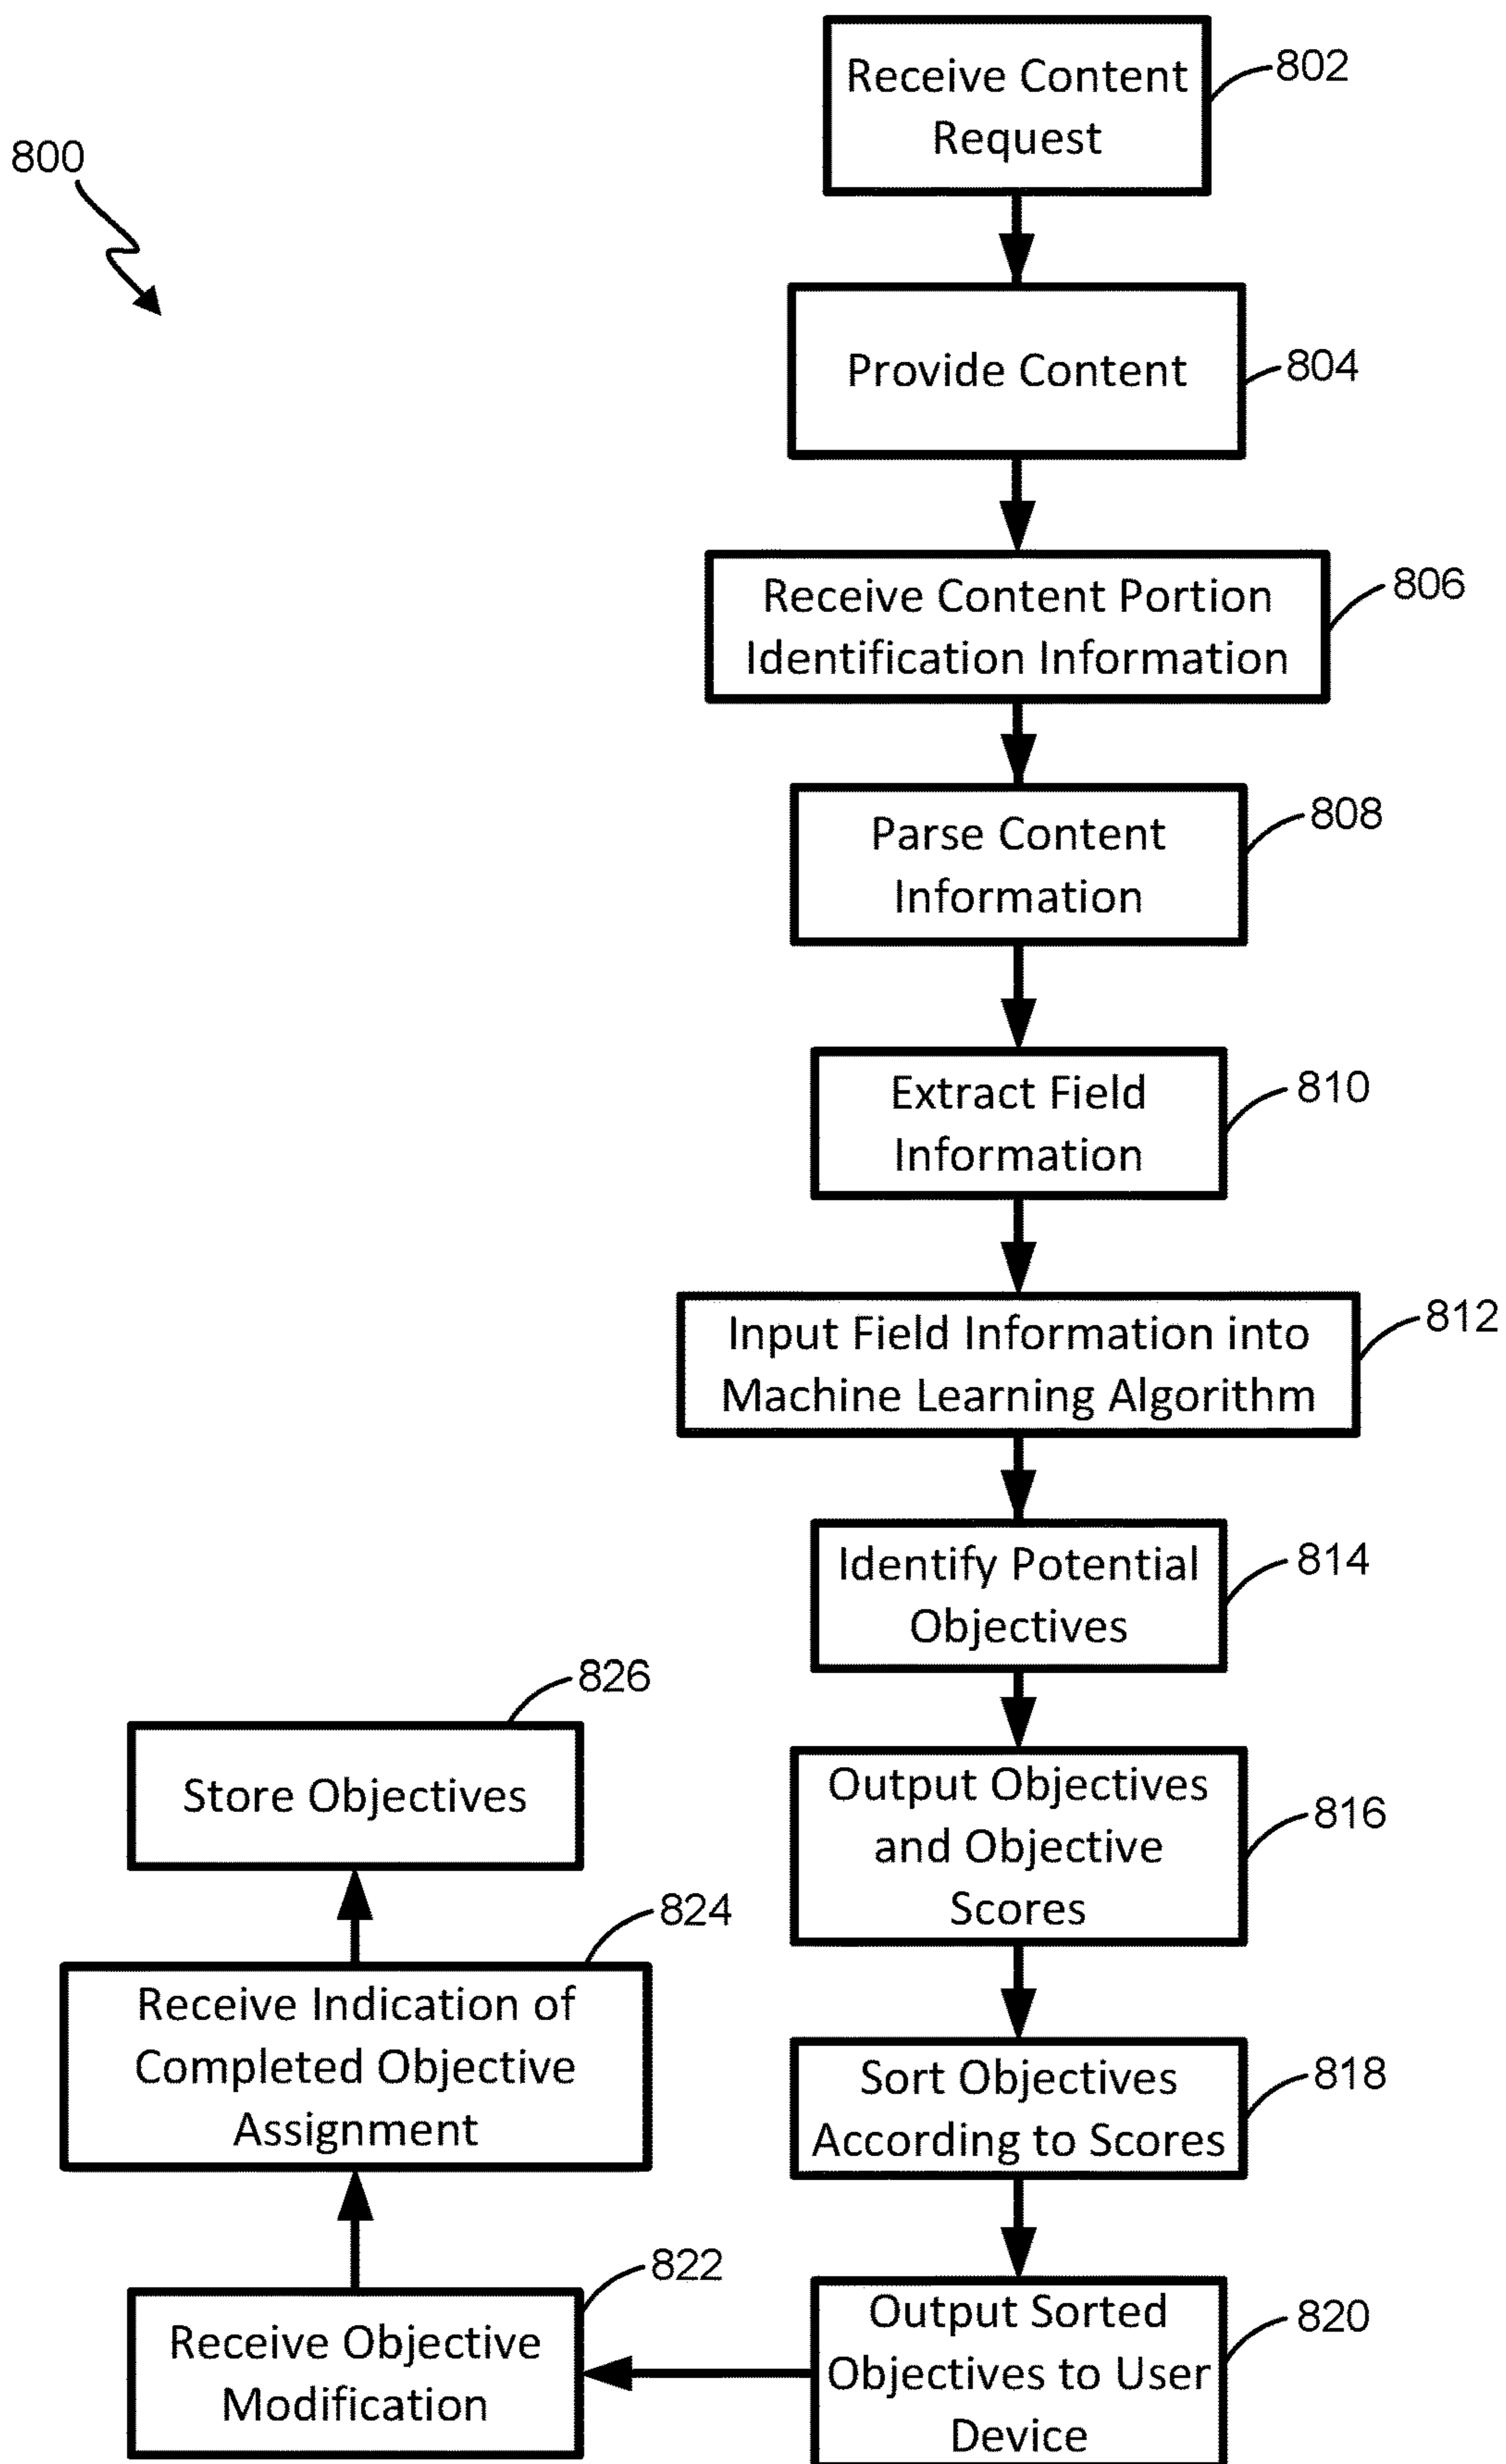 800
Receive Content
Request
802
Provide Content
804
Receive Content Portion
Identification Information
806
Parse Content
Information
808
Extract Field
Information
810
Input Field Information into
Machine Learning Algorithm
812
Identify Potential
Objectives
814
Output Objectives
and Objective
Scores
816
Sort Objectives
According to Scores
818
Output Sorted
Objectives to User
Device
820
Receive Objective
Modification
822
Receive Indication of
Completed Objective
Assignment
824
Store Objectives
826